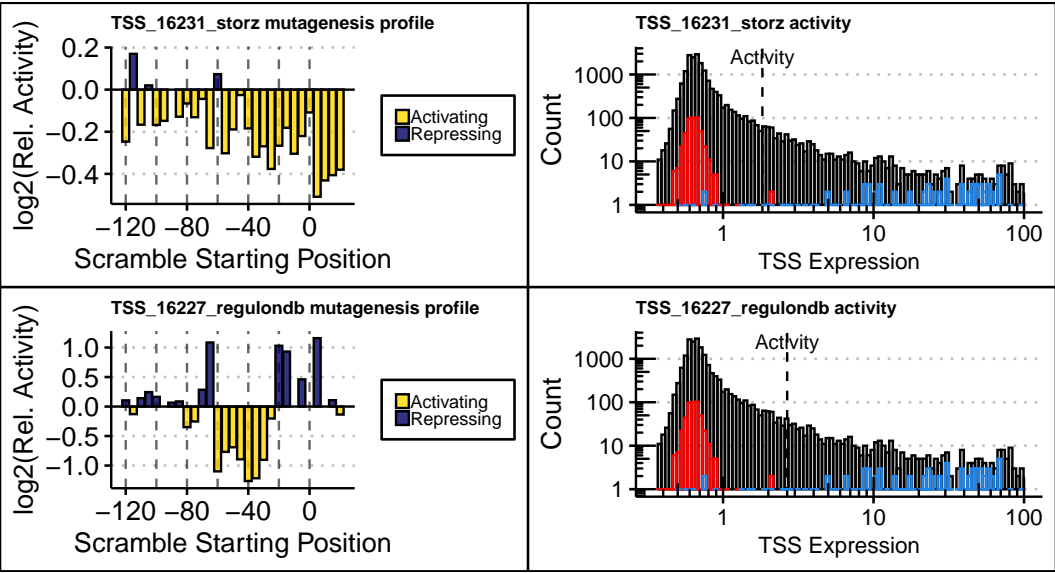 TSS_16231_storz mutagenesis profile
log2(Rel. Activity)
0.2
0.0
−0.2
−0.4
−120
−80
−40
0
Scramble Starting Position
Activating
Repressing
TSS_16231_storz activity
Activity
Count
1000
100
10
1
1
10
100
TSS Expression
TSS_16227_regulondb mutagenesis profile
log2(Rel. Activity)
1.0
0.5
0.0
−0.5
−1.0
−120
−80
−40
0
Scramble Starting Position
Activating
Repressing
TSS_16227_regulondb activity
Activity
Count
1000
100
10
1
1
10
100
TSS Expression